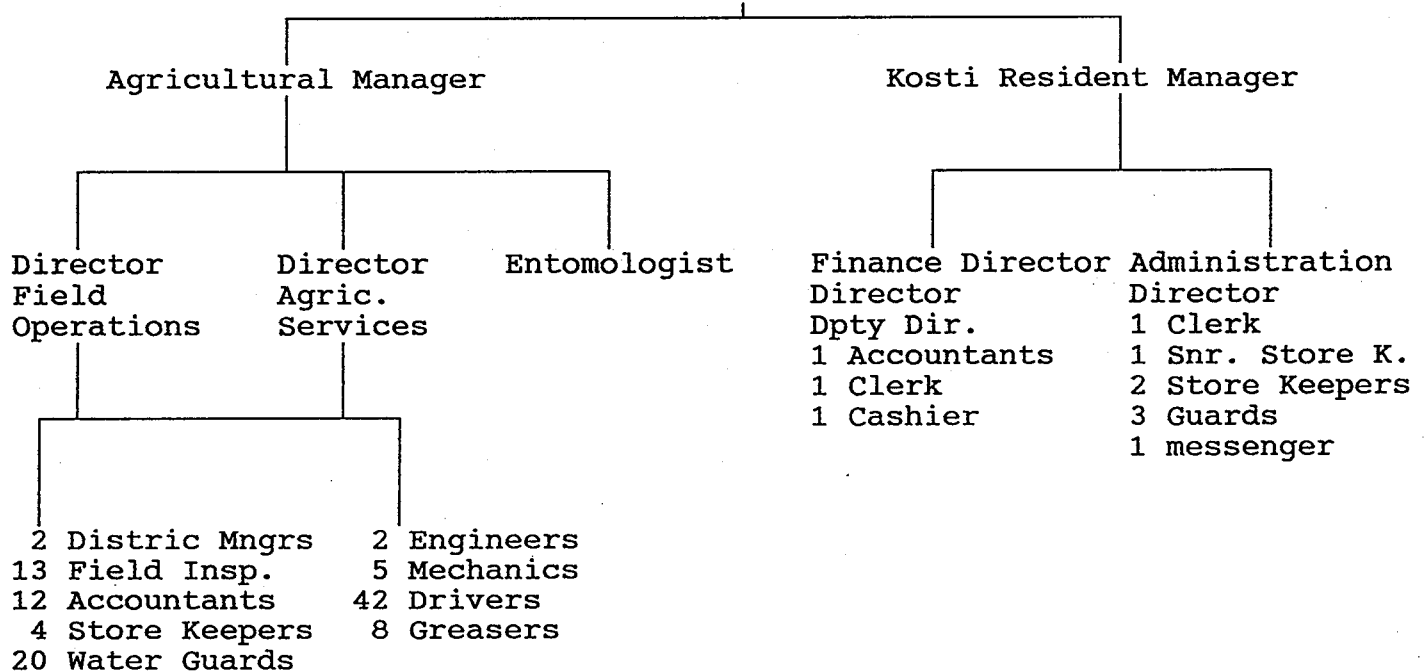 Agricultural Manager
Kosti Resident Manager
Director
Field
Operations
Director
Agric.
Services
Entomologist
Finance Director
Director
Dpty Dir.
1 Accountants
1 Clerk
1 Cashier
Administration
Director
1 Clerk
1 Snr. Store K.
2 Store Keepers
3 Guards
1 messenger
2 Distric Mngrs
13 Field Insp.
12 Accountants
4 Store Keepers
20 Water Guards
2 Engineers
5 Mechanics
42 Drivers
8 Greasers